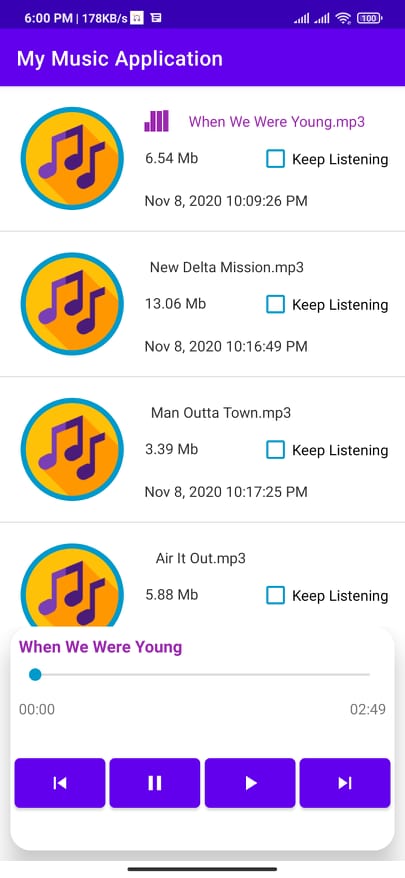 6:00 PM | 178KB/s
100
My Music Application
When We Were Young.mp3
6.54 Mb
Keep Listening
Nov 8, 2020 10:09:26 PM
New Delta Mission.mp3
13.06 Mb
Keep Listening
Nov 8, 2020 10:16:49 PM
Man Outta Town.mp3
3.39 Mb
Keep Listening
Nov 8, 2020 10:17:25 PM
Air It Out.mp3
5.88 Mb
Keep Listening
When We Were Young
00:00
02:49